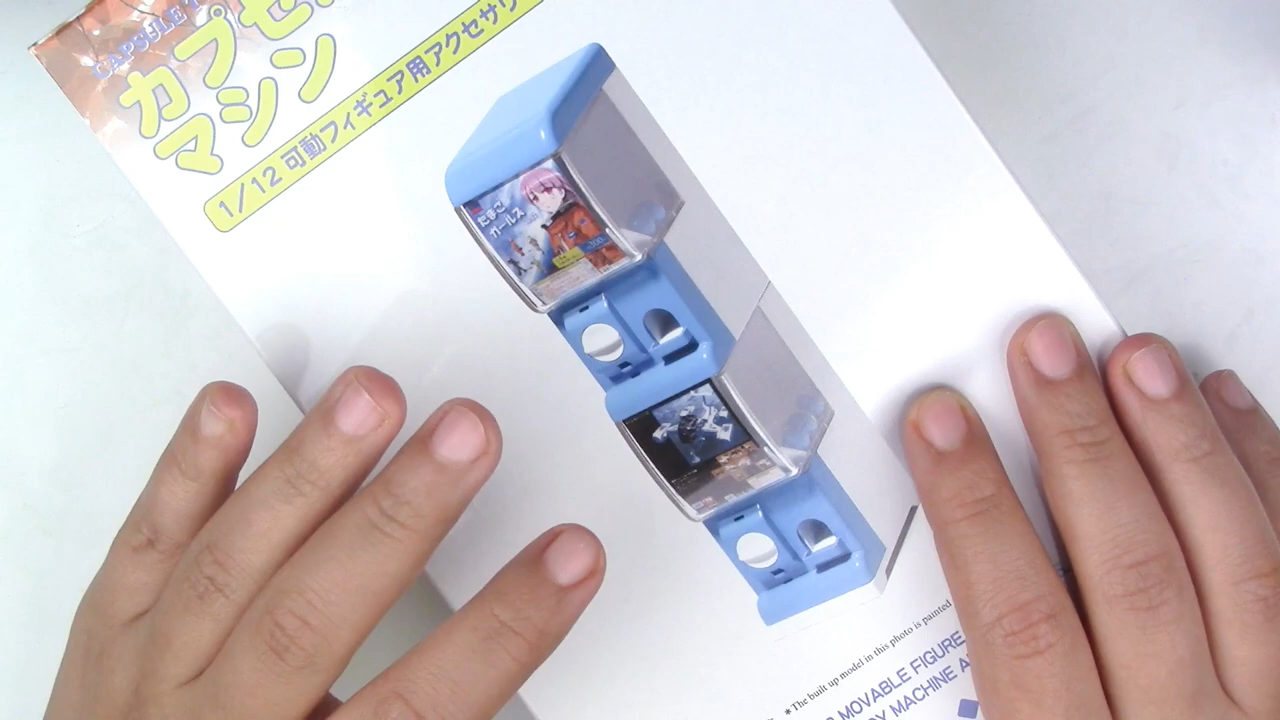 CAPSULE
カプセ
マシン
1/12 可動フィギュア用アクセサリ
たまご
ガールズ
*The built up model in this photo is painted
MOVABLE FIGURE
MACHINE A